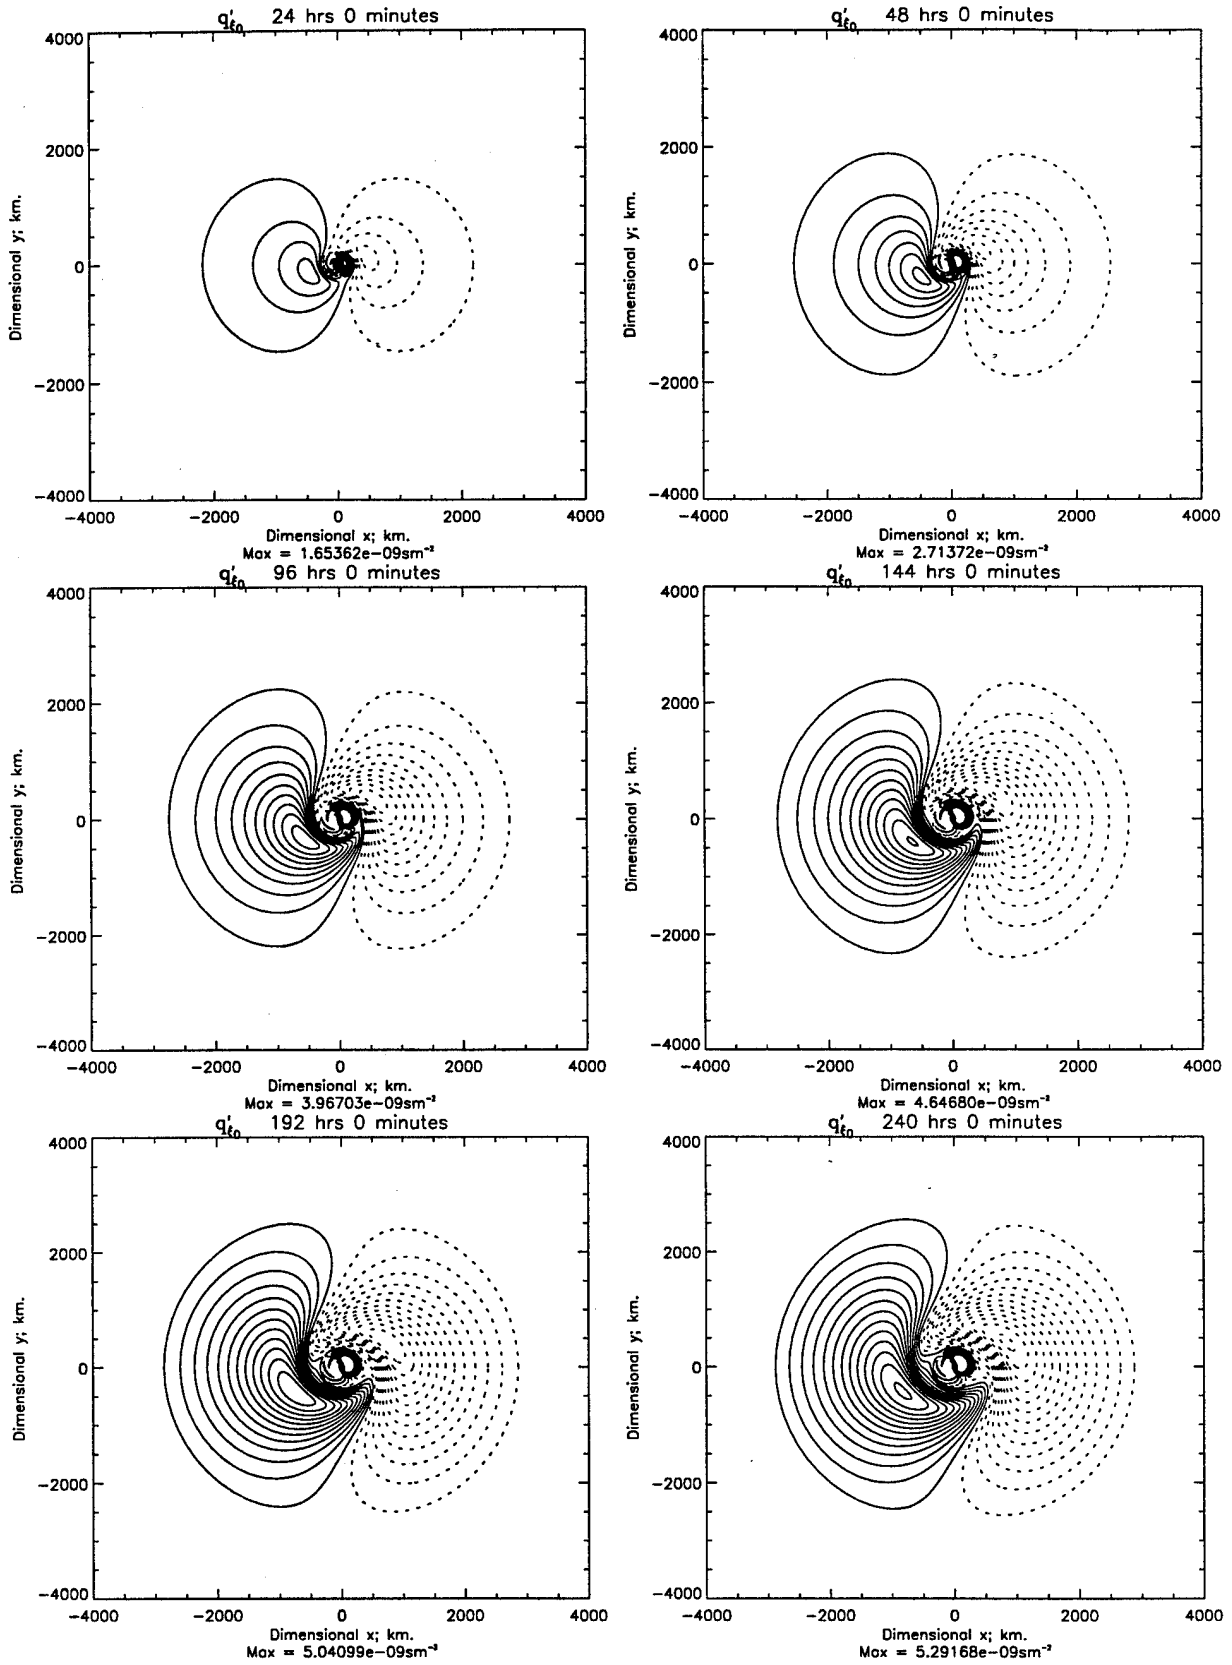 q'ξ0 24 hrs 0 minutes
4000
2000
0
−2000
−4000
Dimensional y; km.
−4000 −2000 0 2000 4000
Dimensional x; km.
Max = 1.65362e−09sm⁻²
q'ξ0 48 hrs 0 minutes
4000
2000
0
−2000
−4000
Dimensional y; km.
−4000 −2000 0 2000 4000
Dimensional x; km.
Max = 2.71372e−09sm⁻²
q'ξ0 96 hrs 0 minutes
4000
2000
0
−2000
−4000
Dimensional y; km.
−4000 −2000 0 2000 4000
Dimensional x; km.
Max = 3.96703e−09sm⁻²
q'ξ0 144 hrs 0 minutes
4000
2000
0
−2000
−4000
Dimensional y; km.
−4000 −2000 0 2000 4000
Dimensional x; km.
Max = 4.64680e−09sm⁻²
q'ξ0 192 hrs 0 minutes
4000
2000
0
−2000
−4000
Dimensional y; km.
−4000 −2000 0 2000 4000
Dimensional x; km.
Max = 5.04099e−09sm⁻³
q'ξ0 240 hrs 0 minutes
4000
2000
0
−2000
−4000
Dimensional y; km.
−4000 −2000 0 2000 4000
Dimensional x; km.
Max = 5.29168e−09sm⁻²